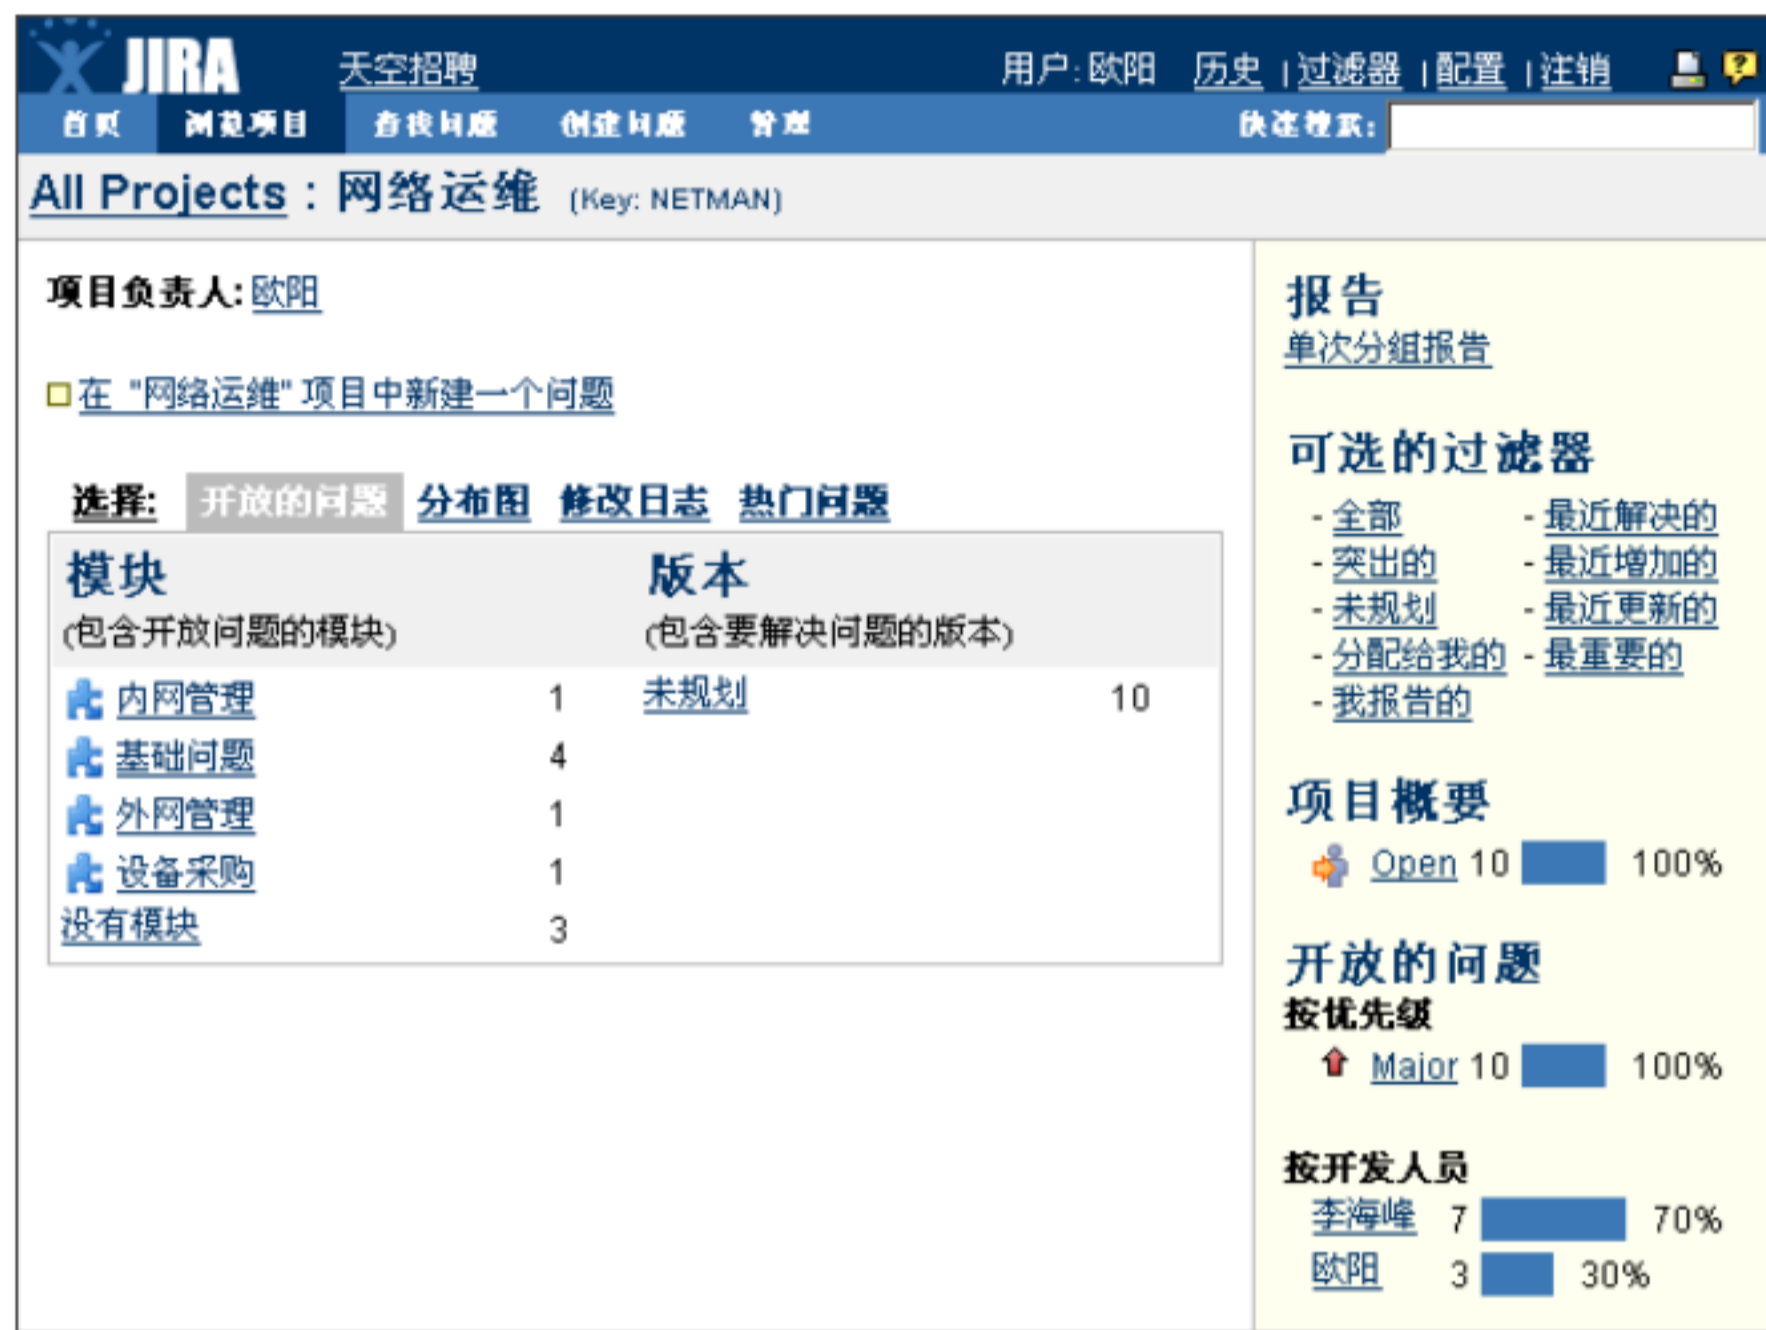 JIRA 天空招聘 用户: 欧阳 历史 | 过滤器 | 配置 | 注销
首页 浏览项目 查找问题 创建问题 管理 快速搜索:
All Projects : 网络运维 (Key: NETMAN)
项目负责人: 欧阳
在 "网络运维" 项目中新建一个问题
选择: 开放的问题 分布图 修改日志 热门问题
模块 版本
(包含开放问题的模块) (包含要解决问题的版本)
内网管理 1 未规划 10
基础问题 4
外网管理 1
设备采购 1
没有模块 3
报告
单次分组报告
可选的过滤器
- 全部 - 最近解决的
- 突出的 - 最近增加的
- 未规划 - 最近更新的
- 分配给我的 - 最重要的
- 我报告的
项目概要
Open 10 100%
开放的问题
按优先级
Major 10 100%
按开发人员
李海峰 7 70%
欧阳 3 30%